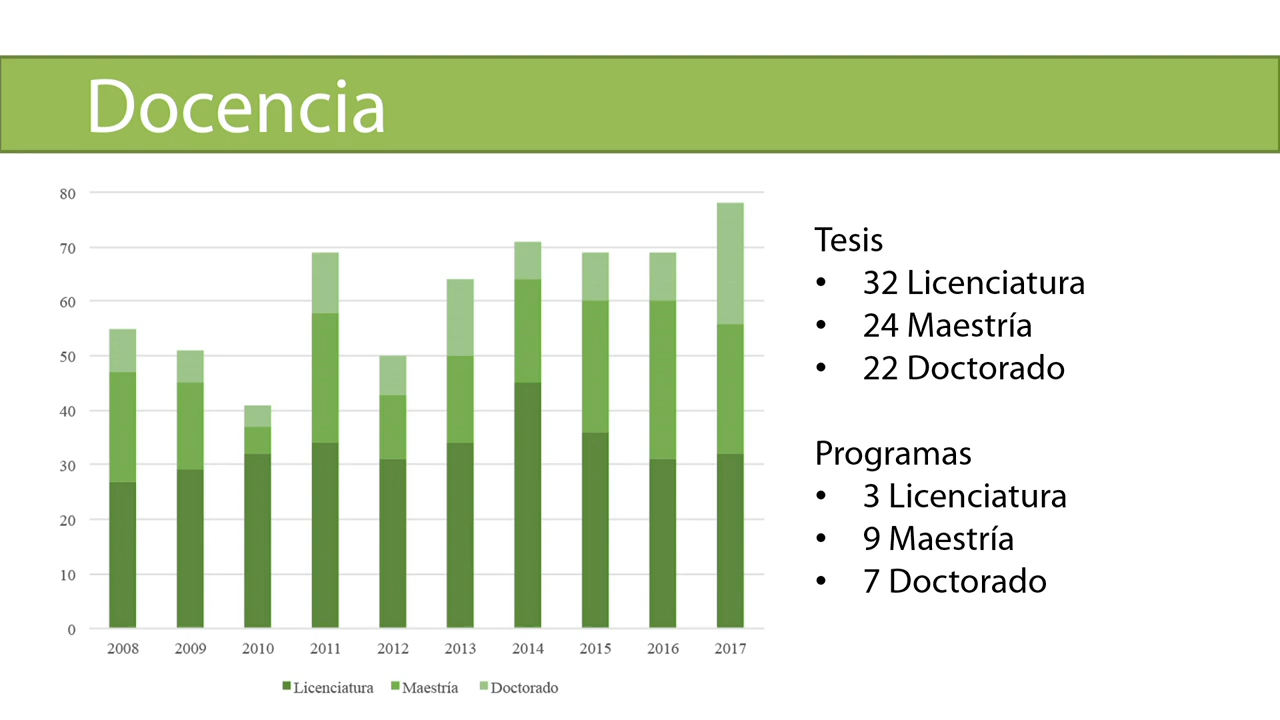 Docencia
80
70
60
50
40
30
20
10
0
2008 2009 2010 2011 2012 2013 2014 2015 2016 2017
Licenciatura Maestría Doctorado
Tesis
• 32 Licenciatura
• 24 Maestría
• 22 Doctorado
Programas
• 3 Licenciatura
• 9 Maestría
• 7 Doctorado